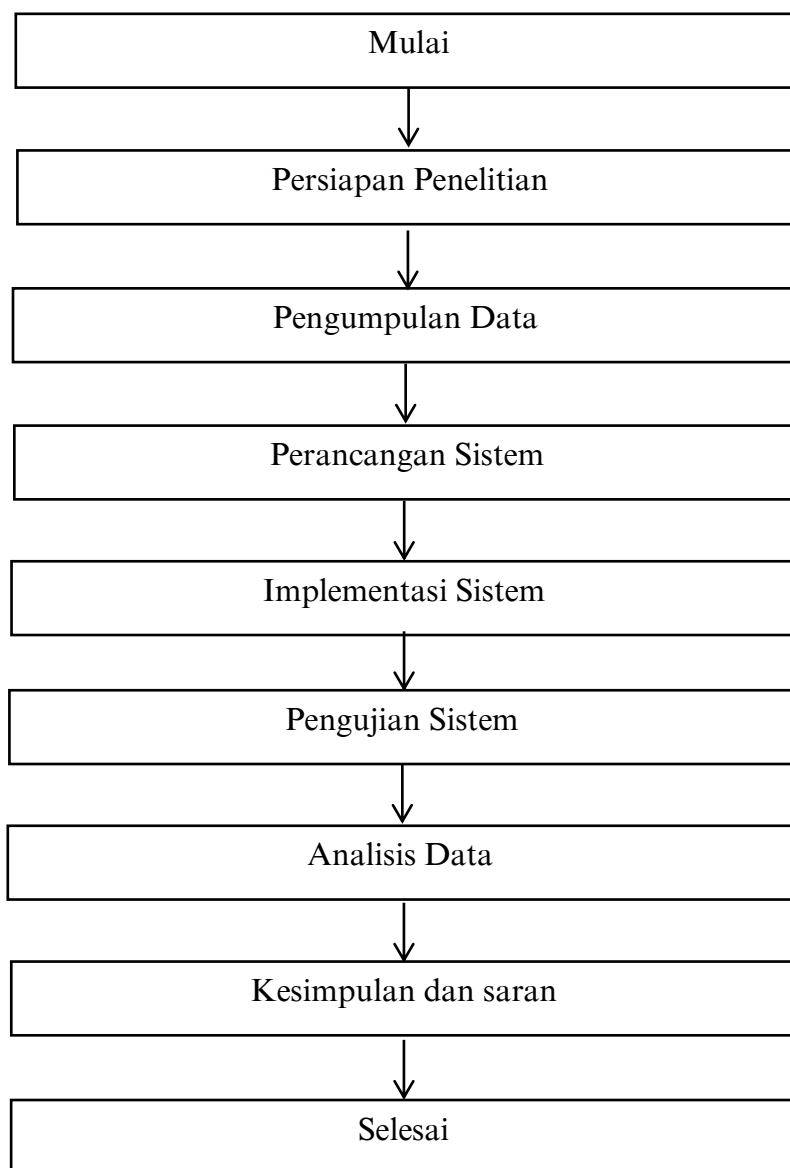 Mulai
Persiapan Penelitian
Pengumpulan Data
Perancangan Sistem
Implementasi Sistem
Pengujian Sistem
Analisis Data
Kesimpulan dan saran
Selesai